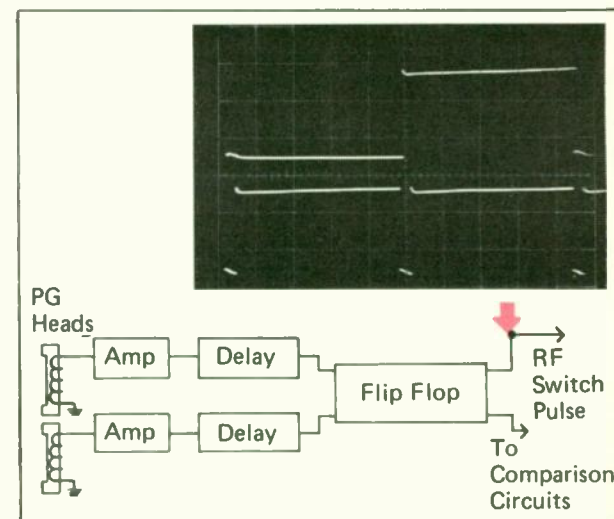 PG
Heads
Amp
Delay
Flip Flop
RF
Switch
Pulse
Amp
Delay
To
Comparison
Circuits